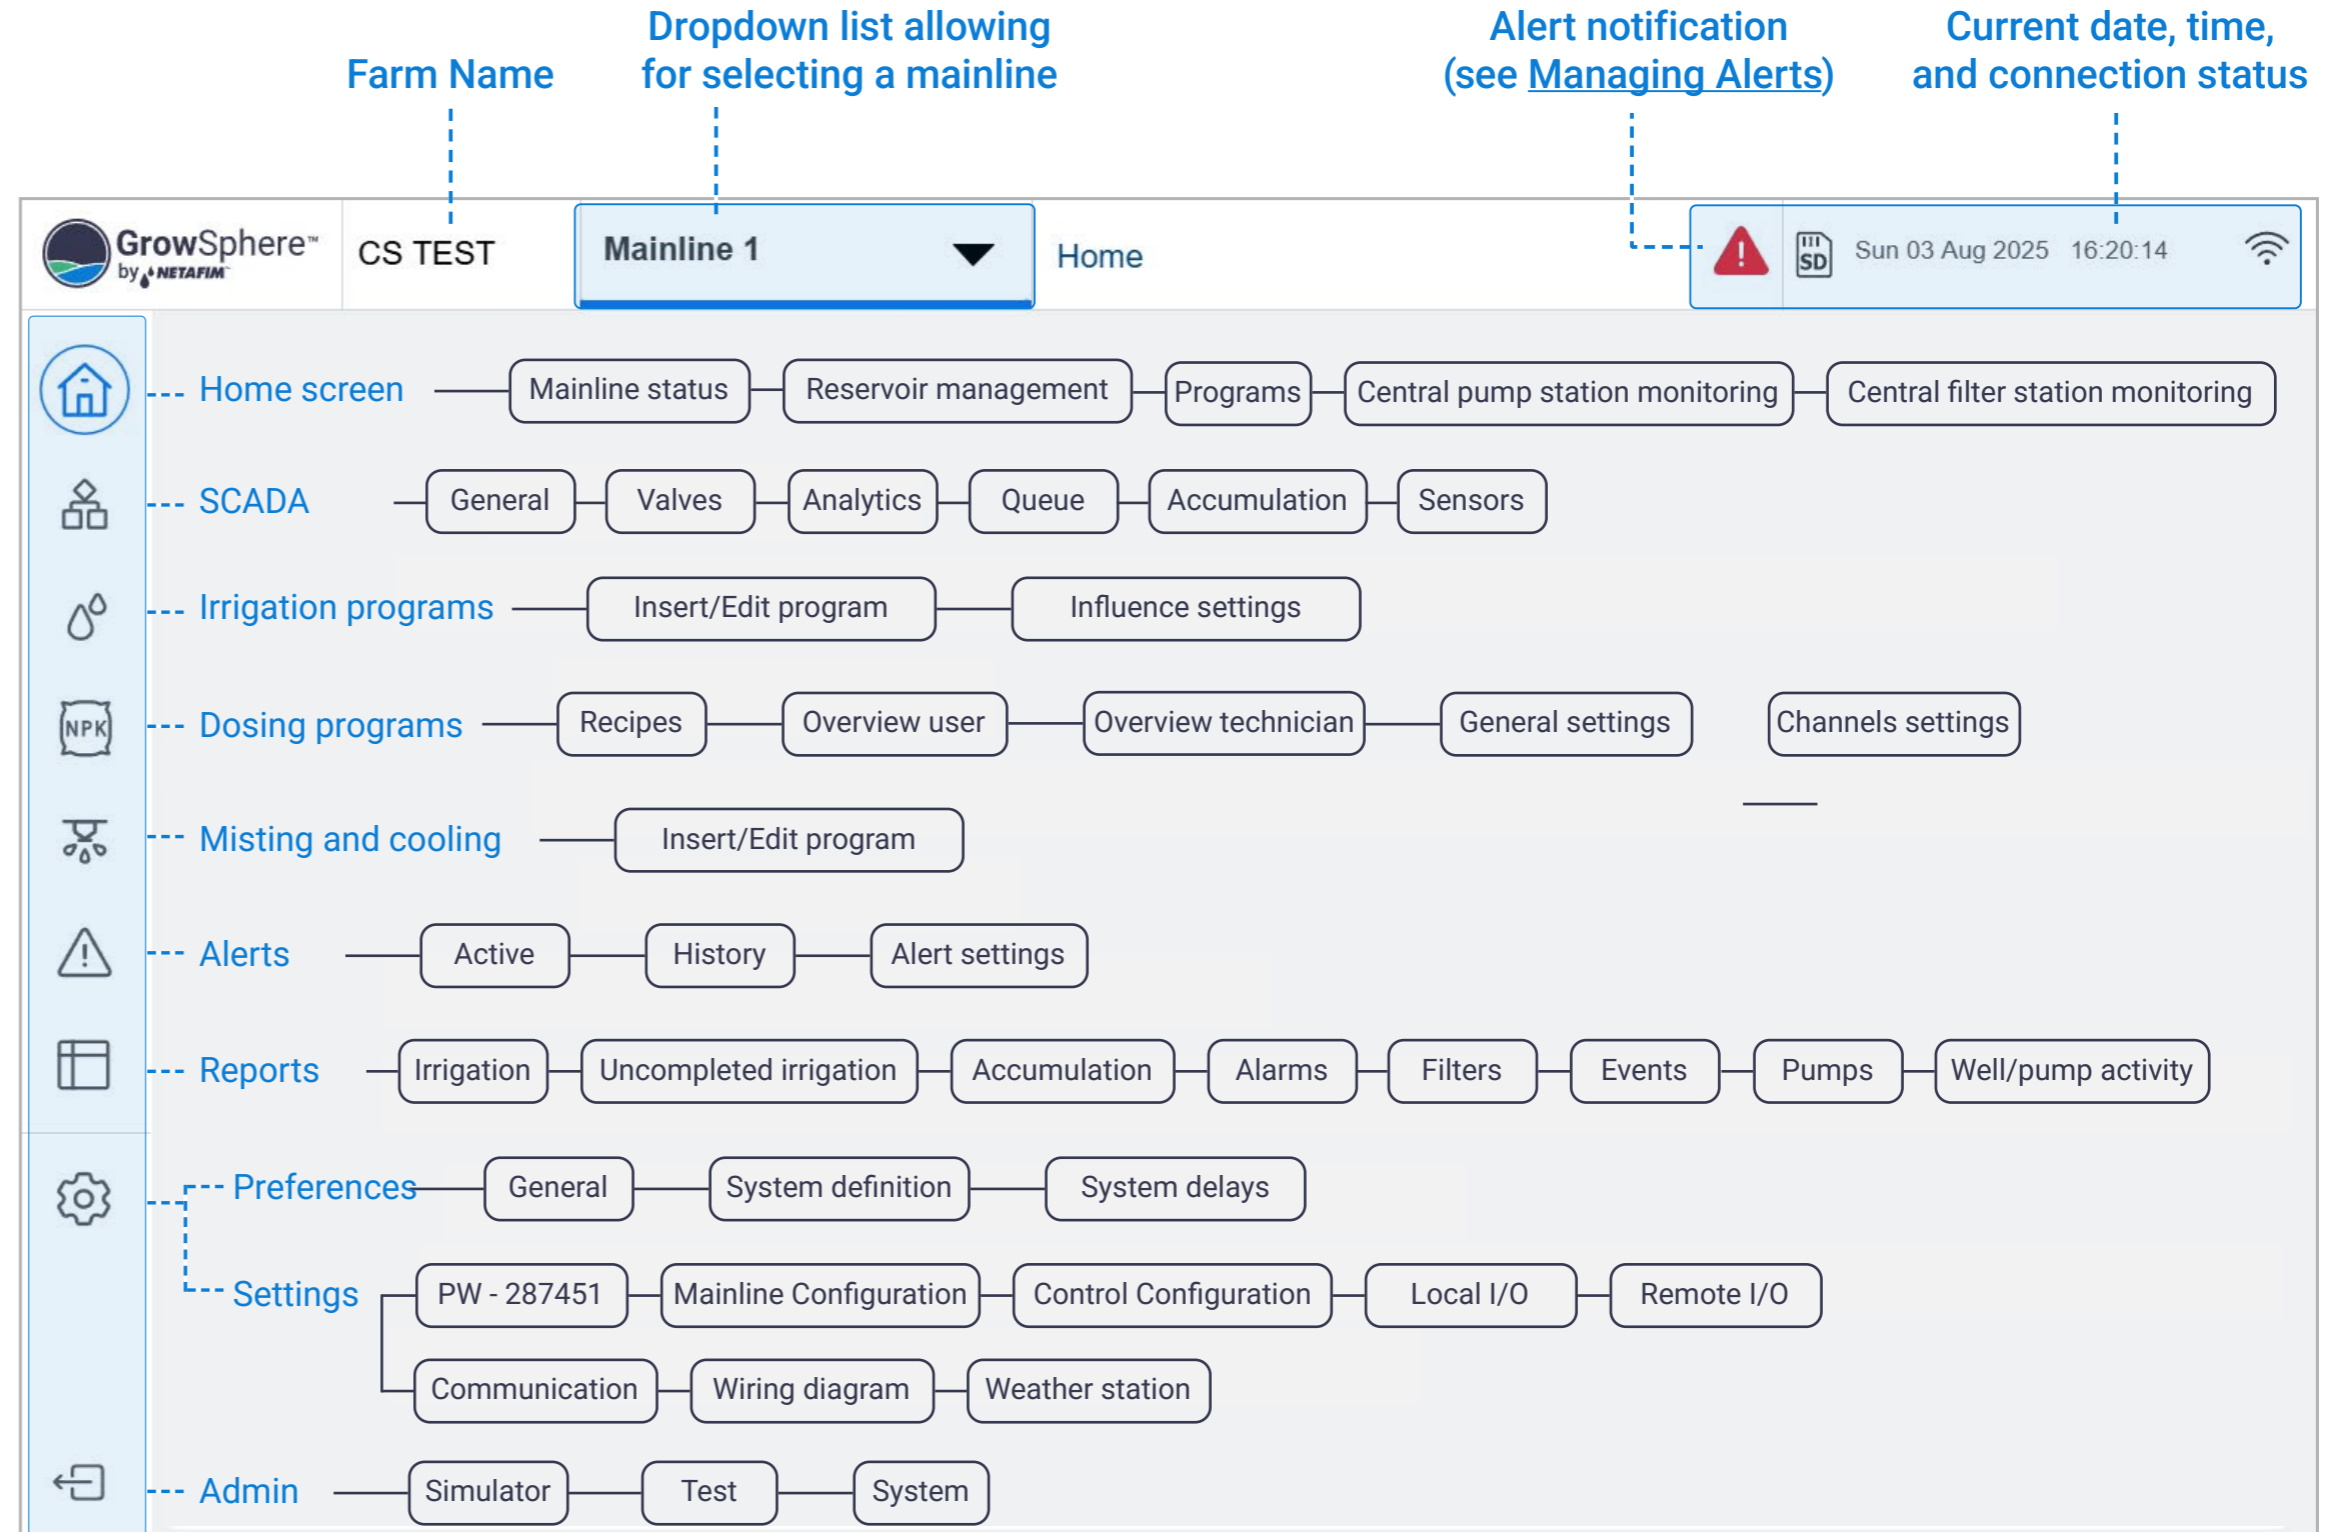 Dropdown list allowing
for selecting a mainline
Farm Name
Alert notification
(see Managing Alerts)
Current date, time,
and connection status
GrowSphere™
by NETAFIM™
CS TEST
Mainline 1
Home
SD
Sun 03 Aug 2025 16:20:14
Home screen
Mainline status
Reservoir management
Programs
Central pump station monitoring
Central filter station monitoring
SCADA
General
Valves
Analytics
Queue
Accumulation
Sensors
Irrigation programs
Insert/Edit program
Influence settings
NPK
Dosing programs
Recipes
Overview user
Overview technician
General settings
Channels settings
Misting and cooling
Insert/Edit program
Alerts
Active
History
Alert settings
Reports
Irrigation
Uncompleted irrigation
Accumulation
Alarms
Filters
Events
Pumps
Well/pump activity
Preferences
General
System definition
System delays
Settings
PW - 287451
Mainline Configuration
Control Configuration
Local I/O
Remote I/O
Communication
Wiring diagram
Weather station
Admin
Simulator
Test
System